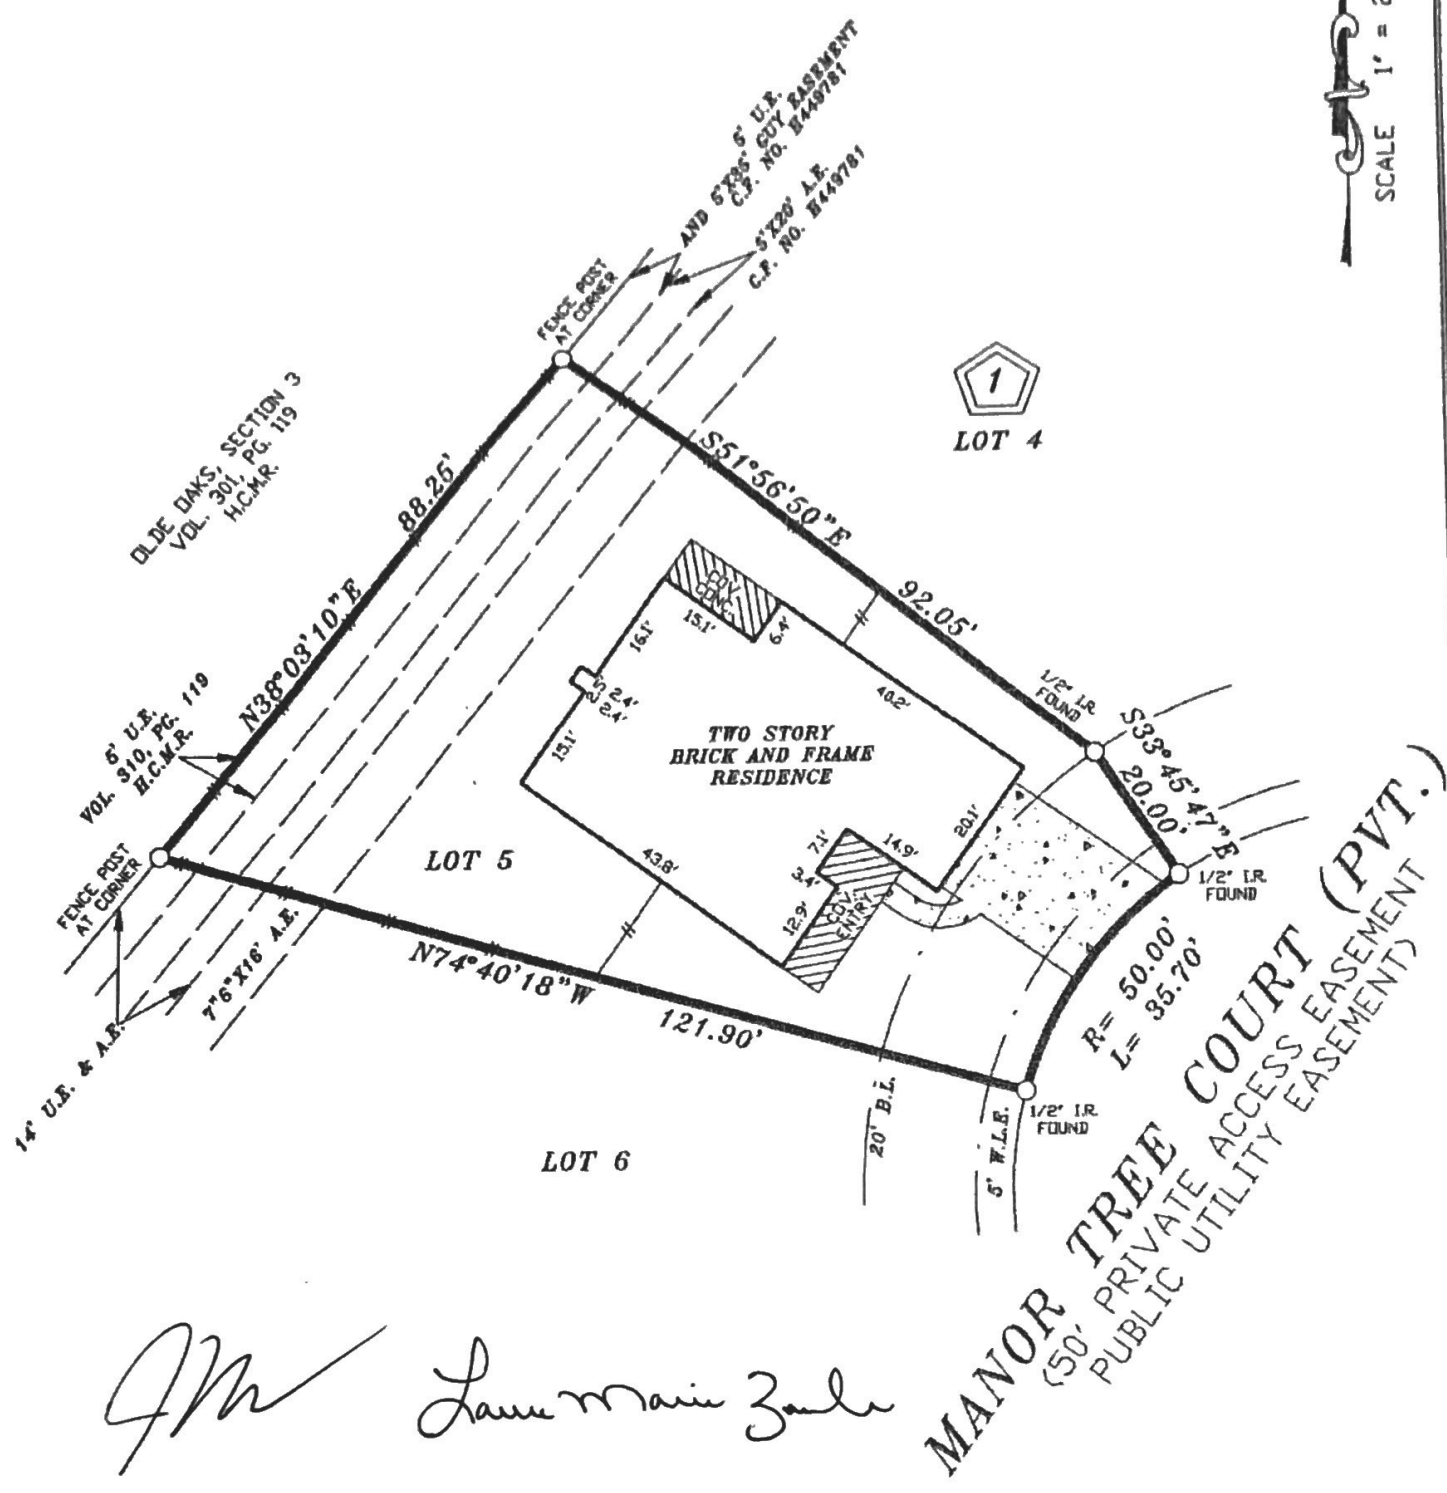 SCALE 1" =
6' U.E.
AND 5'X35' GUY EASEMENT
C.F. NO. H449781
5'X20' A.E.
C.F. NO. H449781
FENCE POST
AT CORNER
1
LOT 4
OLDE OAKS, SECTION 3
VOL. 301, PG. 119
H.C.M.R.
N38°03'10"E
88.26'
S51°56'50"E
92.05'
COV.
CONC.
15.1'
6.4'
16.1'
2.4'
2.4'
15.1'
40.2'
TWO STORY
BRICK AND FRAME
RESIDENCE
6' U.E.
VOL. 310, PG. 119
H.C.M.R.
1/2" I.R.
FOUND
S33°45'47"E
20.00'
1/2" I.R.
FOUND
FENCE POST
AT CORNER
LOT 5
43.8'
7.1'
14.9'
20.1'
3.4'
12.9'
COV.
ENTRY
N74°40'18"W
121.90'
7'6"X16' A.E.
14' U.E. & A.E.
R= 50.00'
L= 35.70'
1/2" I.R.
FOUND
20' B.L.
5' W.L.E.
LOT 6
MANOR TREE COURT (PVT.)
(50' PRIVATE ACCESS EASEMENT
PUBLIC UTILITY EASEMENT)